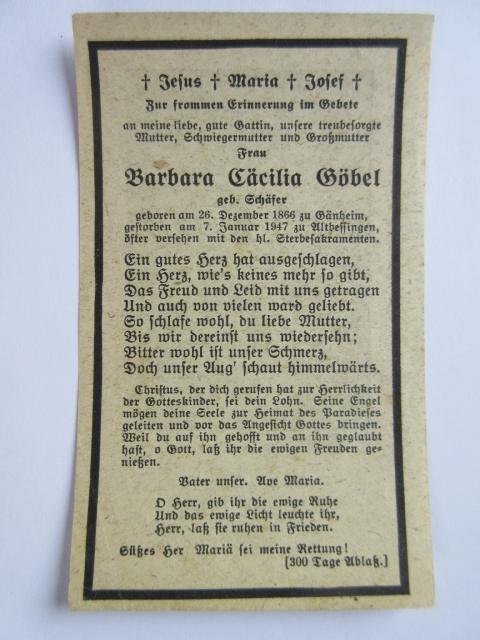 † Jesus † Maria † Josef †
Zur frommen Erinnerung im Gebete
an meine liebe, gute Gattin, unsere treubesorgte
Mutter, Schwiegermutter und Großmutter
Frau
Barbara Cäcilia Göbel
geb. Schäfer
geboren am 26. Dezember 1866 zu Gänheim,
gestorben am 7. Januar 1947 zu Altbessingen,
öfter versehen mit den hl. Sterbesakramenten.
Ein gutes Herz hat ausgeschlagen,
Ein Herz, wie's keines mehr so gibt,
Das Freud und Leid mit uns getragen
Und auch von vielen ward geliebt.
So schlafe wohl, du liebe Mutter,
Bis wir dereinst uns wiedersehn;
Bitter wohl ist unser Schmerz,
Doch unser Aug' schaut himmelwärts.
Christus, der dich gerufen hat zur Herrlichkeit
der Gotteskinder, sei dein Lohn. Seine Engel
mögen deine Seele zur Heimat des Paradieses
geleiten und vor das Angesicht Gottes bringen.
Weil du auf ihn gehofft und an ihn geglaubt
hast, o Gott, laß ihr die ewigen Freuden ge-
nießen.
Vater unser. Ave Maria.
O Herr, gib ihr die ewige Ruhe
Und das ewige Licht leuchte ihr,
Herr, laß sie ruhen in Frieden.
Süßes Her Mariä sei meine Rettung!
[300 Tage Ablaß.]